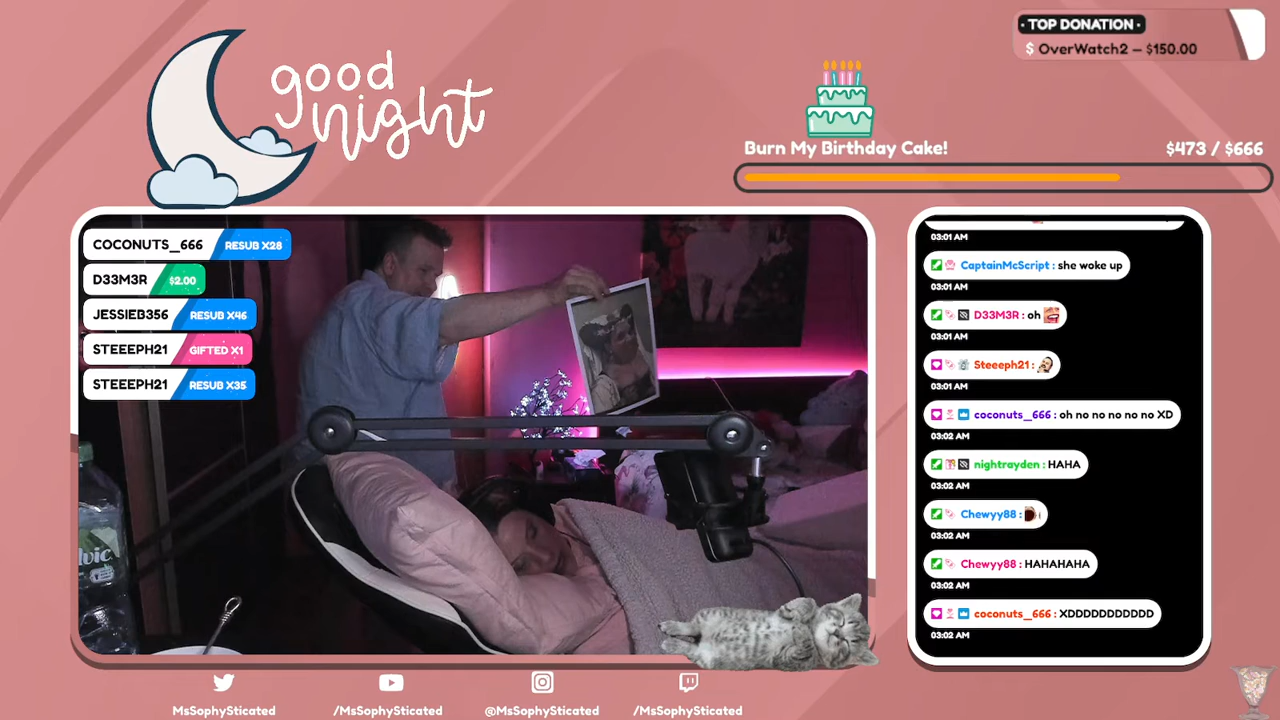 · TOP DONATION ·
$ OverWatch2 – $150.00
good
night
Burn My Birthday Cake!
$473 / $666
COCONUTS_666 RESUB X28
D33M3R $2.00
JESSIEB356 RESUB X46
STEEEPH21 GIFTED X1
STEEEPH21 RESUB X35
lvic
03:01 AM
CaptainMcScript : she woke up
03:01 AM
D33M3R : oh
03:01 AM
Steeeph21 :
03:01 AM
coconuts_666 : oh no no no no no XD
03:02 AM
nightrayden : HAHA
03:02 AM
Chewyy88 :
03:02 AM
Chewyy88 : HAHAHAHA
03:02 AM
coconuts_666 : XDDDDDDDDDDD
03:02 AM
MsSophySticated
/MsSophySticated
@MsSophySticated
/MsSophySticated